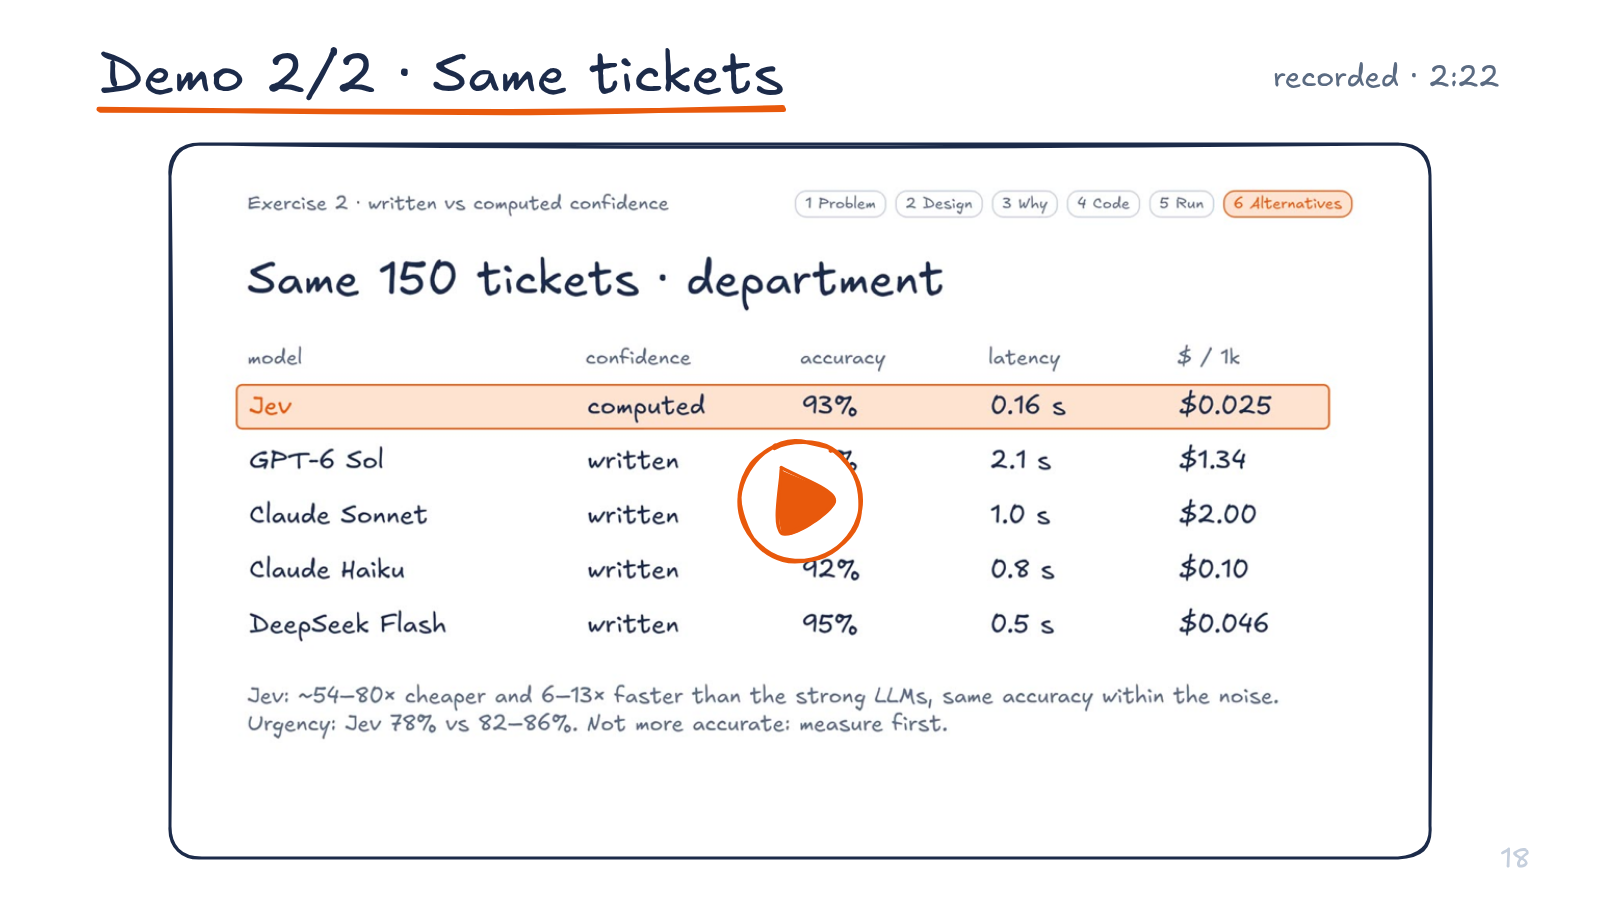 Demo 2/2 · Same tickets
recorded · 2:22
Exercise 2 · written vs computed confidence
1 Problem
2 Design
3 Why
4 Code
5 Run
6 Alternatives
Same 150 tickets · department
model confidence accuracy latency $ / 1k
Jev computed 93% 0.16 s $0.025
GPT-6 Sol written 2.1 s $1.34
Claude Sonnet written 1.0 s $2.00
Claude Haiku written 92% 0.8 s $0.10
DeepSeek Flash written 95% 0.5 s $0.046
Jev: ~54–80× cheaper and 6–13× faster than the strong LLMs, same accuracy within the noise.
Urgency: Jev 78% vs 82–86%. Not more accurate: measure first.
18